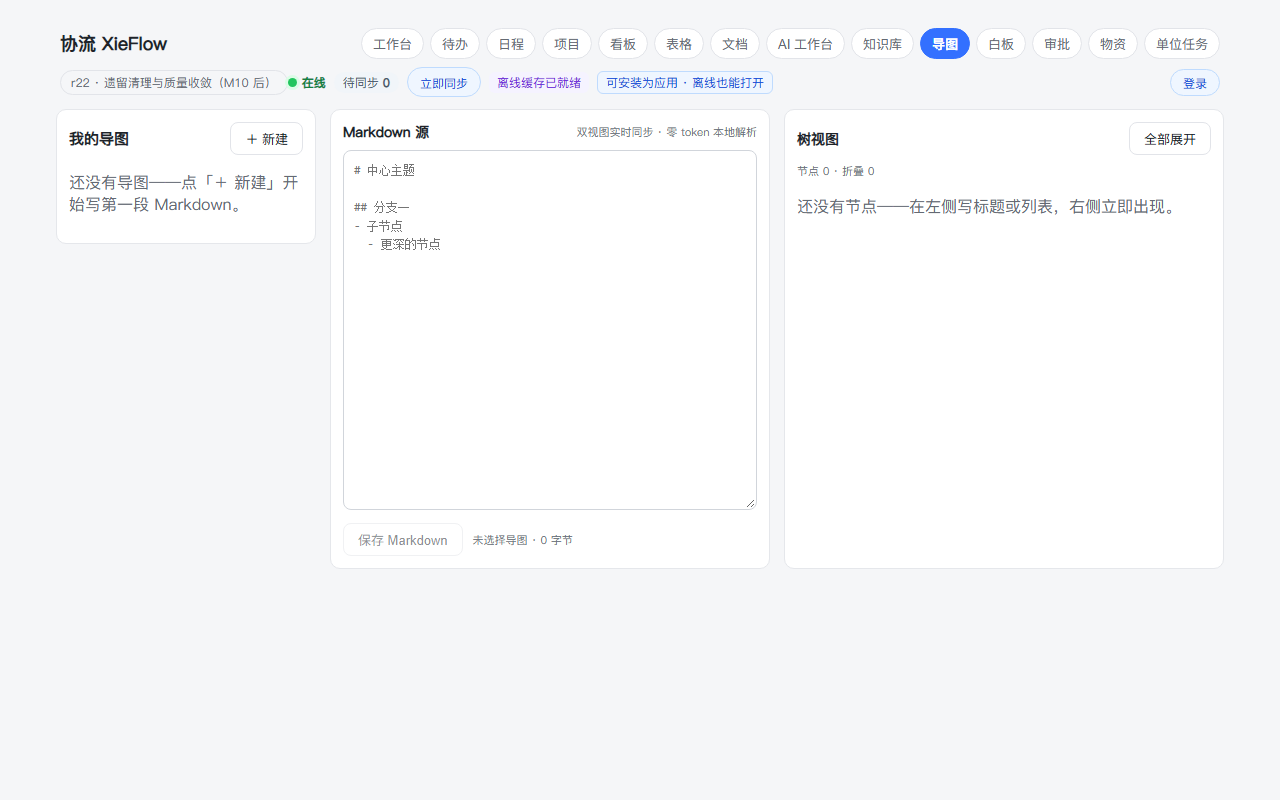 协流 XieFlow
工作台
待办
日程
项目
看板
表格
文档
AI 工作台
知识库
导图
白板
审批
物资
单位任务
r22 · 遗留清理与质量收敛（M10 后）
在线
待同步 0
立即同步
离线缓存已就绪
可安装为应用 · 离线也能打开
登录
我的导图
＋ 新建
还没有导图——点「＋ 新建」开
始写第一段 Markdown。
Markdown 源
双视图实时同步 · 零 token 本地解析
# 中心主题
## 分支一
- 子节点
  - 更深的节点
保存 Markdown
未选择导图 · 0 字节
树视图
全部展开
节点 0 · 折叠 0
还没有节点——在左侧写标题或列表，右侧立即出现。